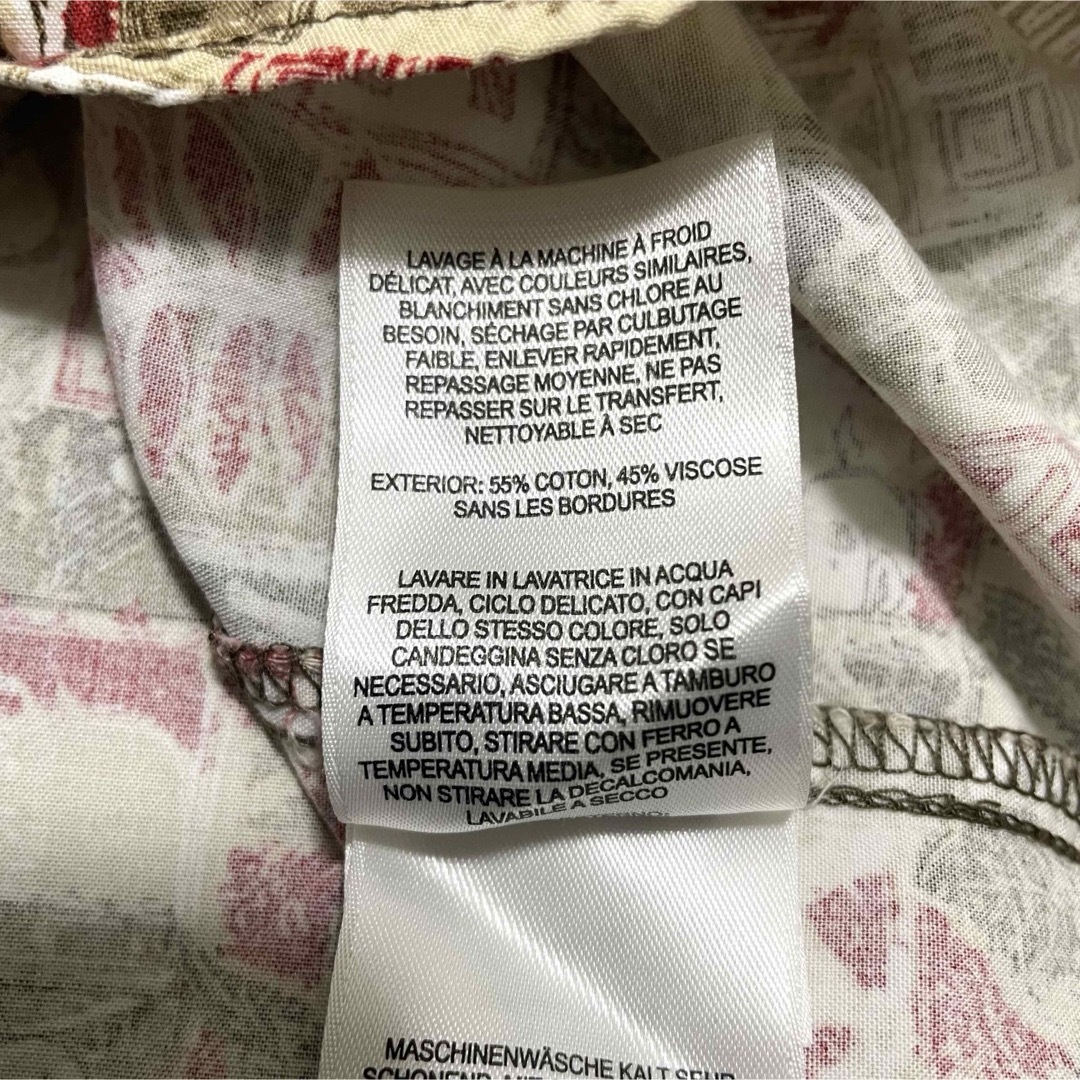 LAVAGE À LA MACHINE À FROID
DÉLICAT, AVEC COULEURS SIMILAIRES,
BLANCHIMENT SANS CHLORE AU
BESOIN, SÉCHAGE PAR CULBUTAGE
FAIBLE, ENLEVER RAPIDEMENT,
REPASSAGE MOYENNE, NE PAS
REPASSER SUR LE TRANSFERT,
NETTOYABLE À SEC
EXTERIOR: 55% COTON, 45% VISCOSE
SANS LES BORDURES
LAVARE IN LAVATRICE IN ACQUA
FREDDA, CICLO DELICATO, CON CAPI
DELLO STESSO COLORE, SOLO
CANDEGGINA SENZA CLORO SE
NECESSARIO, ASCIUGARE A TAMBURO
A TEMPERATURA BASSA, RIMUOVERE
SUBITO, STIRARE CON FERRO A
TEMPERATURA MEDIA, SE PRESENTE,
NON STIRARE LA DECALCOMANIA,
LAVABILE A SECCO
MASCHINENWÄSCHE KALT SEHR
SCHONEND, MIT